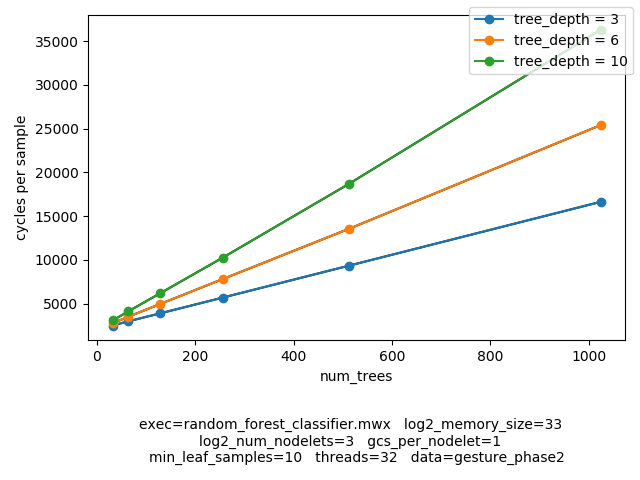 tree_depth = 3
tree_depth = 6
tree_depth = 10
cycles per sample
35000
30000
25000
20000
15000
10000
5000
0 200 400 600 800 1000
num_trees
exec=random_forest_classifier.mwx log2_memory_size=33
log2_num_nodelets=3 gcs_per_nodelet=1
min_leaf_samples=10 threads=32 data=gesture_phase2